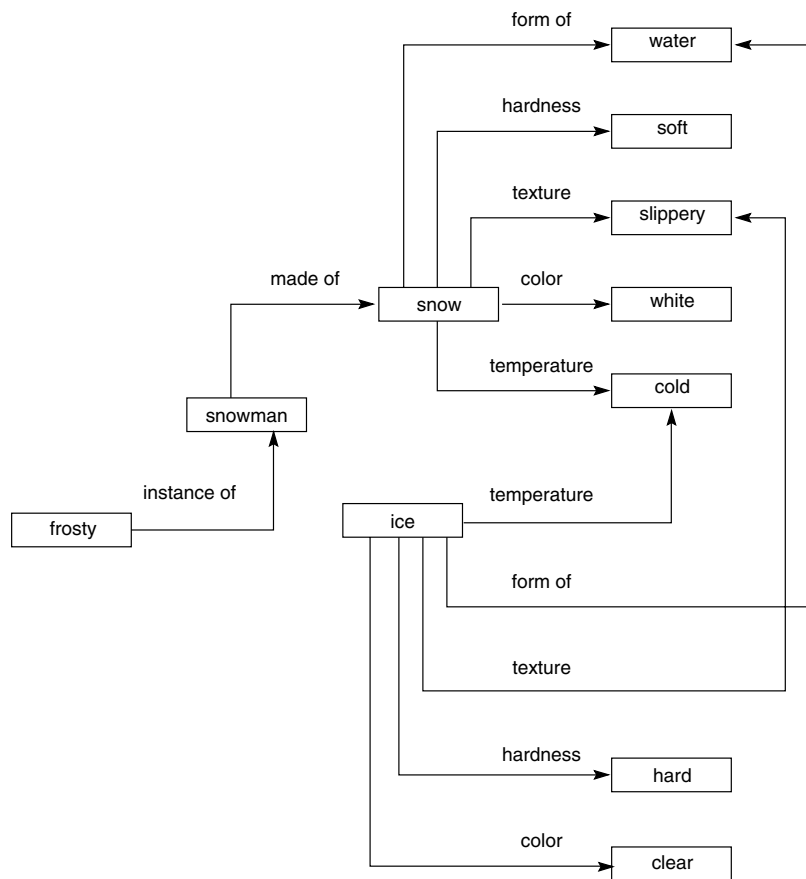 form of
water
hardness
soft
texture
slippery
made of
color
snow
white
temperature
cold
snowman
instance of
temperature
ice
frosty
form of
texture
hardness
hard
color
clear